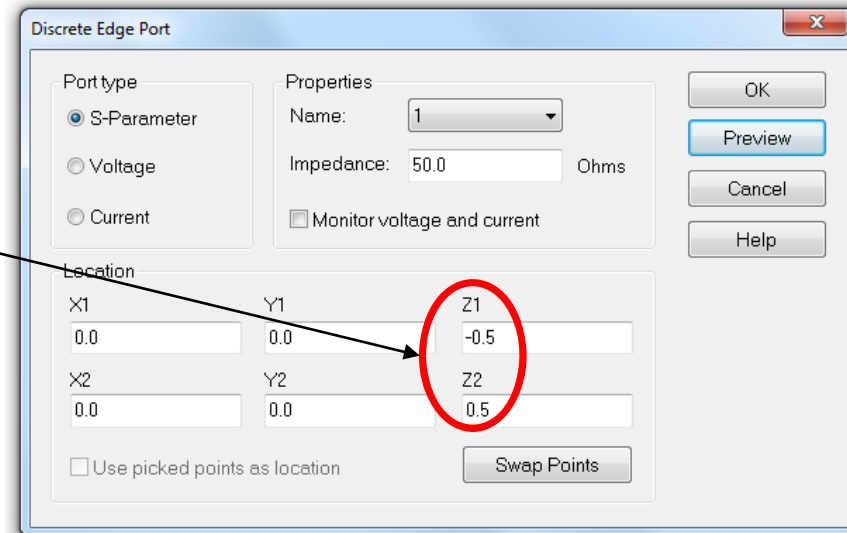 Discrete Edge Port
Port type
S-Parameter
Voltage
Current
Properties
Name: 1
Impedance: 50.0 Ohms
Monitor voltage and current
OK
Preview
Cancel
Help
Location
X1 Y1 Z1
0.0 0.0 -0.5
X2 Y2 Z2
0.0 0.0 0.5
Use picked points as location
Swap Points